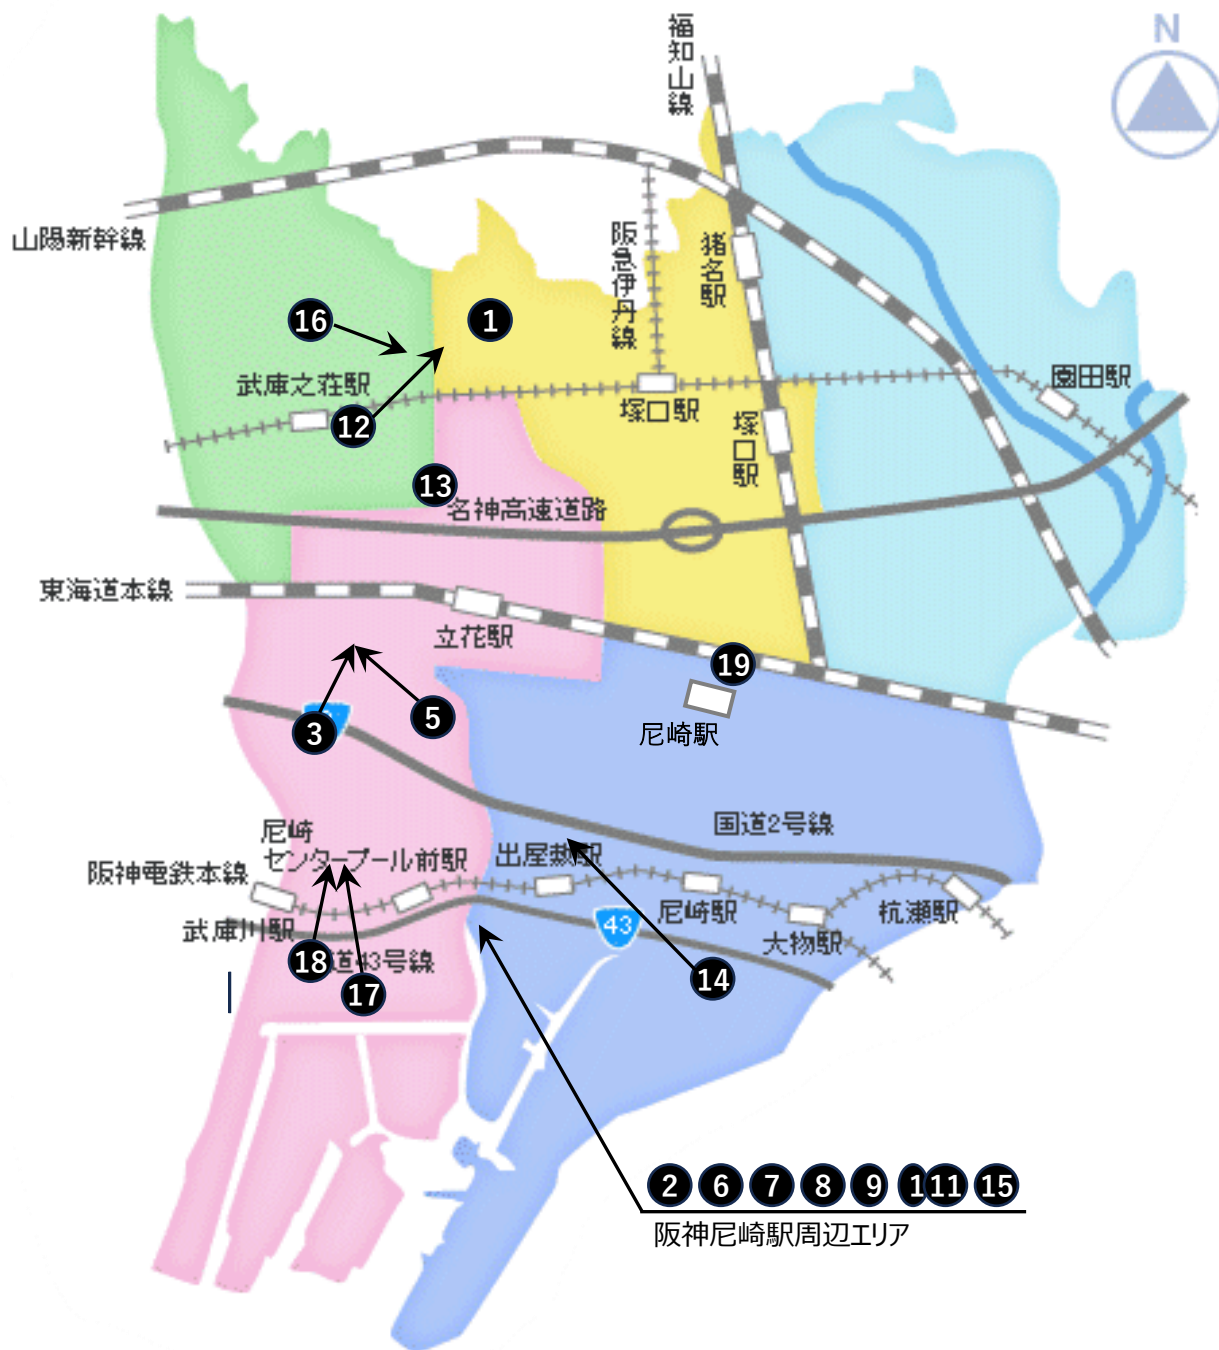 N
福知山線
山陽新幹線
阪急伊丹線
猪名駅
16
1
武庫之荘駅
12
塚口駅
塚口駅
園田駅
13
名神高速道路
東海道本線
立花駅
19
尼崎駅
3
5
国道2号線
尼崎
センタープール前駅
出屋敷駅
阪神電鉄本線
武庫川駅
尼崎駅
杭瀬駅
大物駅
43
18
道43号線
17
14
2 6 7 8 9 1 11 15
阪神尼崎駅周辺エリア